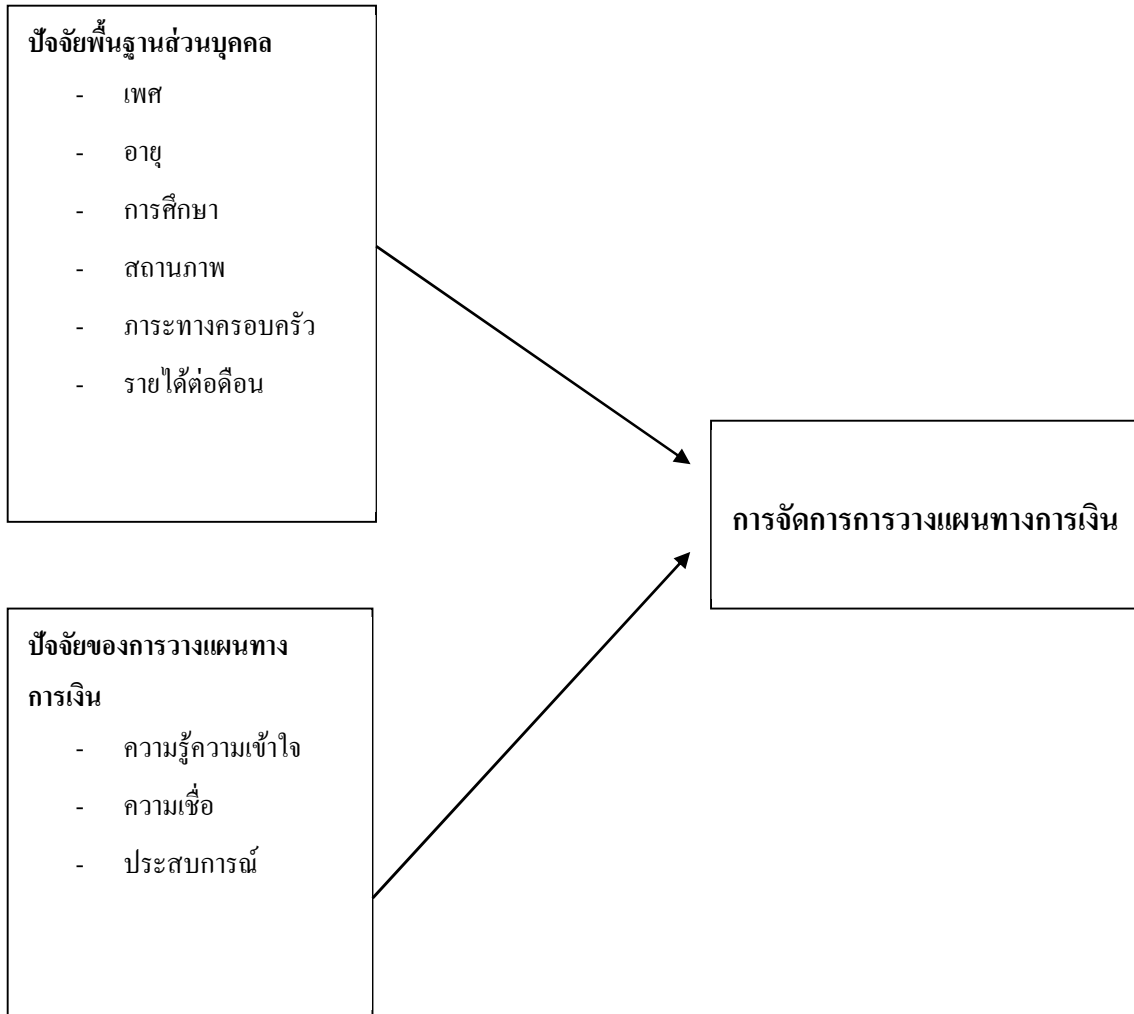 ปัจจัยพื้นฐานส่วนบุคคล
- เพศ
- อายุ
- การศึกษา
- สถานภาพ
- ภาระทางครอบครัว
- รายได้ต่อดือน
การจัดการการวางแผนทางการเงิน
ปัจจัยของการวางแผนทาง
การเงิน
- ความรู้ความเข้าใจ
- ความเชื่อ
- ประสบการณ์